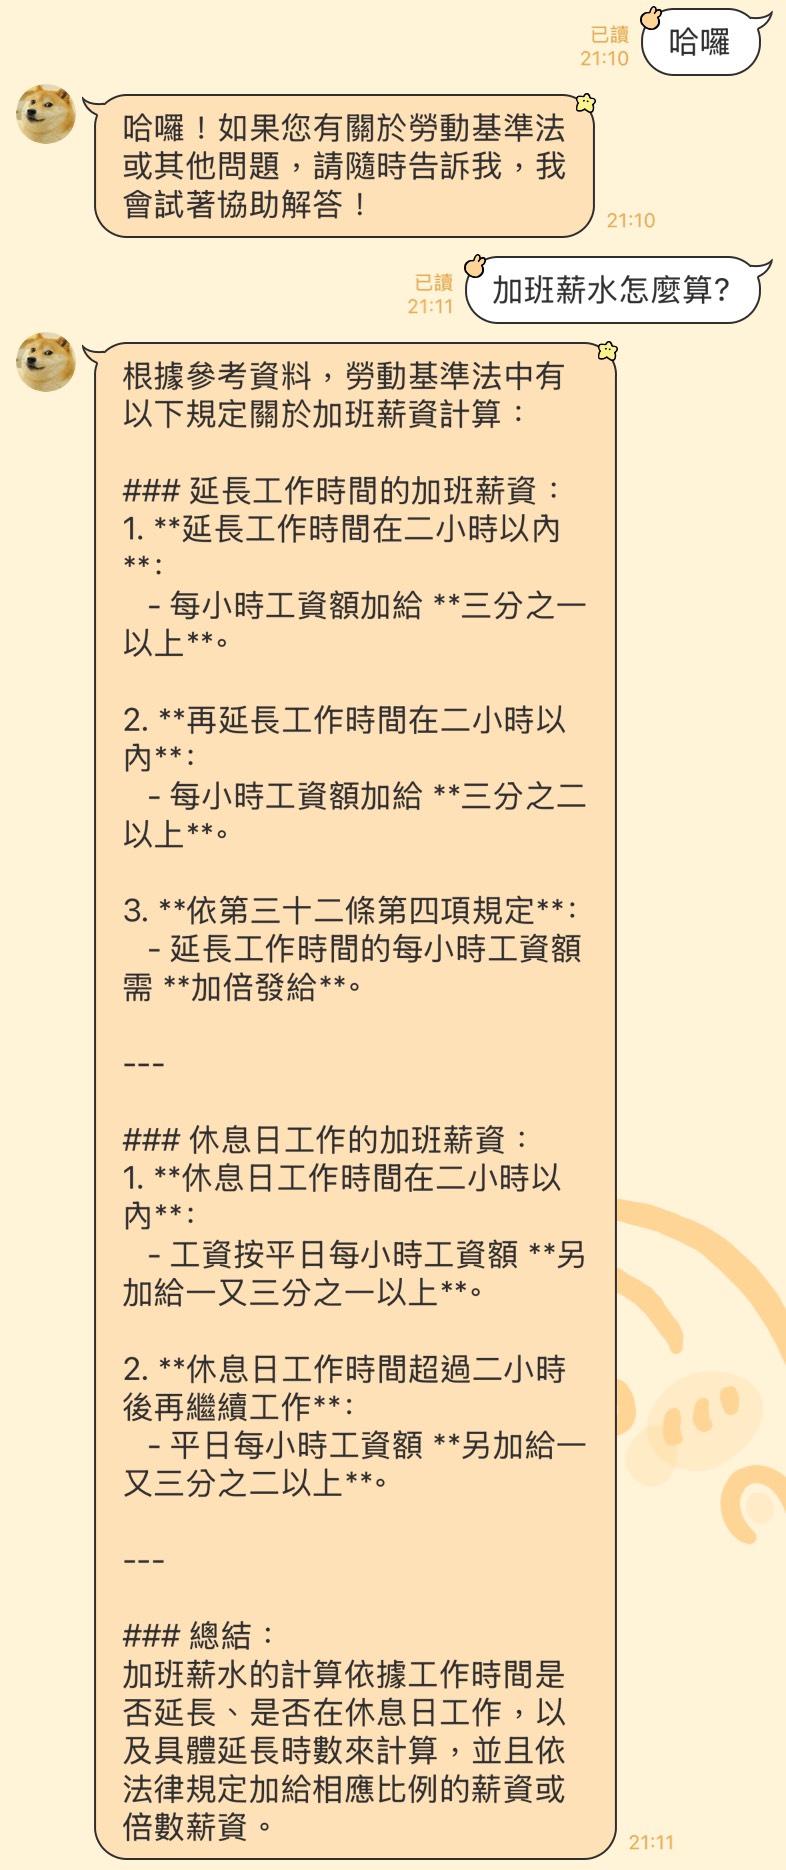 哈囉
已讀
21:10
哈囉！如果您有關於勞動基準法
或其他問題，請隨時告訴我，我
會試著協助解答！
21:10
加班薪水怎麼算?
已讀
21:11
根據參考資料，勞動基準法中有
以下規定關於加班薪資計算：
### 延長工作時間的加班薪資：
1. **延長工作時間在二小時以內
**:
- 每小時工資額加給 **三分之一
以上**。
2. **再延長工作時間在二小時以
內**:
- 每小時工資額加給 **三分之二
以上**。
3. **依第三十二條第四項規定**:
- 延長工作時間的每小時工資額
需 **加倍發給**。
---
### 休息日工作的加班薪資：
1. **休息日工作時間在二小時以
內**:
- 工資按平日每小時工資額 **另
加給一又三分之一以上**。
2. **休息日工作時間超過二小時
後再繼續工作**:
- 平日每小時工資額 **另加給一
又三分之二以上**。
---
### 總結：
加班薪水的計算依據工作時間是
否延長、是否在休息日工作，以
及具體延長時數來計算，並且依
法律規定加給相應比例的薪資或
倍數薪資。
21:11